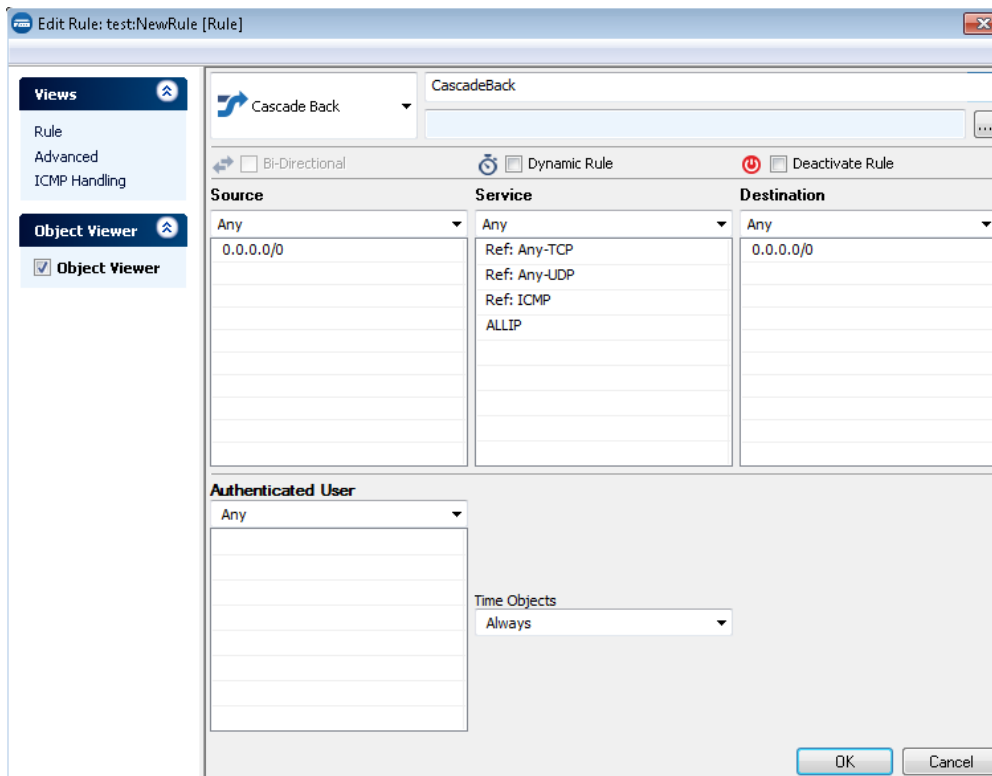 Edit Rule: test:NewRule [Rule]
Views
Rule
Advanced
ICMP Handling
Object Viewer
Object Viewer
Cascade Back
CascadeBack
...
Bi-Directional
Dynamic Rule
Deactivate Rule
Source
Service
Destination
Any
Any
Any
0.0.0.0/0
Ref: Any-TCP
0.0.0.0/0
Ref: Any-UDP
Ref: ICMP
ALLIP
Authenticated User
Any
Time Objects
Always
OK
Cancel